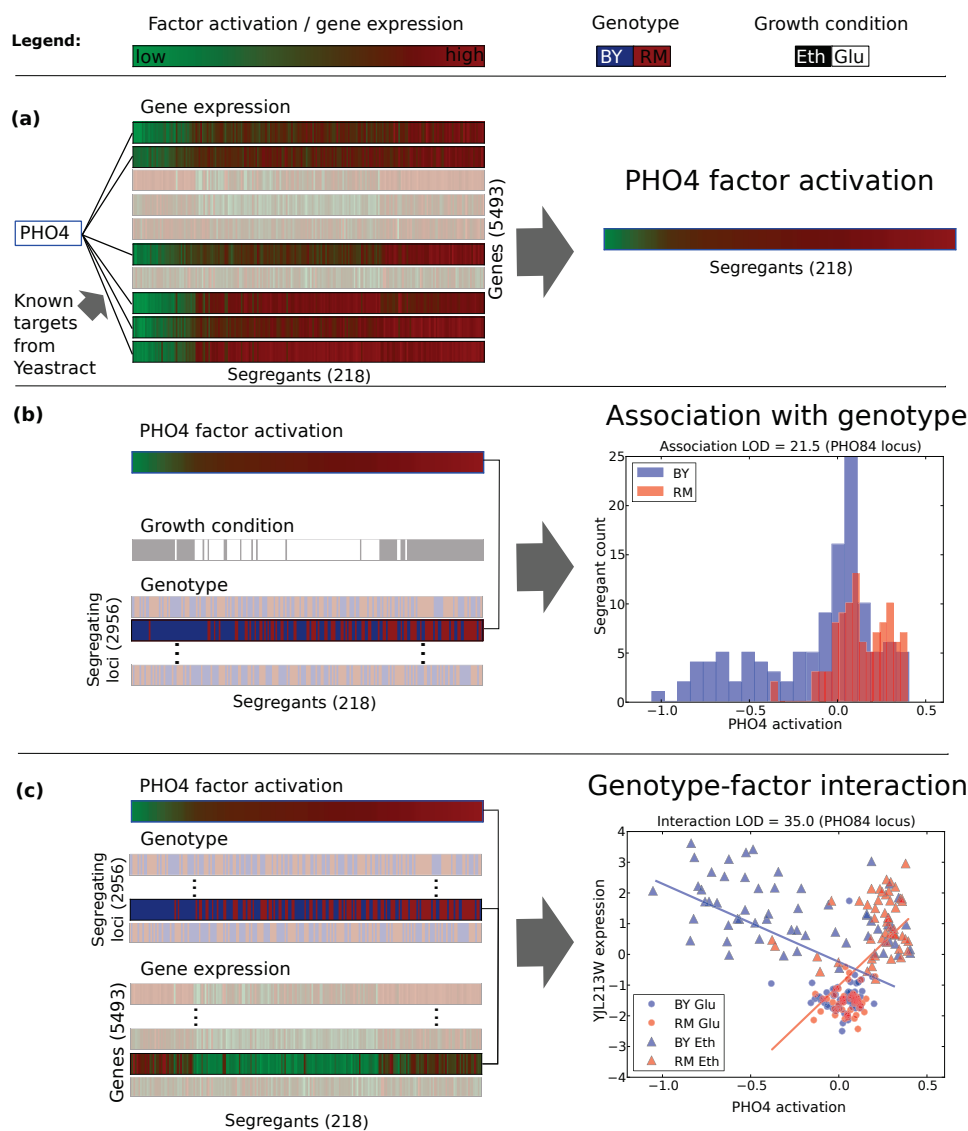 Legend:
Factor activation / gene expression
low
high
Genotype
BY
RM
Growth condition
Eth
Glu
(a)
Gene expression
PHO4
Known
targets
from
Yeastract
Genes (5493)
Segregants (218)
PHO4 factor activation
Segregants (218)
(b)
PHO4 factor activation
Growth condition
Genotype
Segregating
loci (2956)
Segregants (218)
Association with genotype
Association LOD = 21.5 (PHO84 locus)
BY
RM
Segregant count
25
20
15
10
5
0
−1.0
−0.5
0.0
0.5
PHO4 activation
(c)
PHO4 factor activation
Genotype
Segregating
loci (2956)
Gene expression
Genes (5493)
Segregants (218)
Genotype-factor interaction
Interaction LOD = 35.0 (PHO84 locus)
YJL213W expression
4
3
2
1
0
−1
−2
−3
−4
BY Glu
RM Glu
BY Eth
RM Eth
−1.0
−0.5
0.0
0.5
PHO4 activation